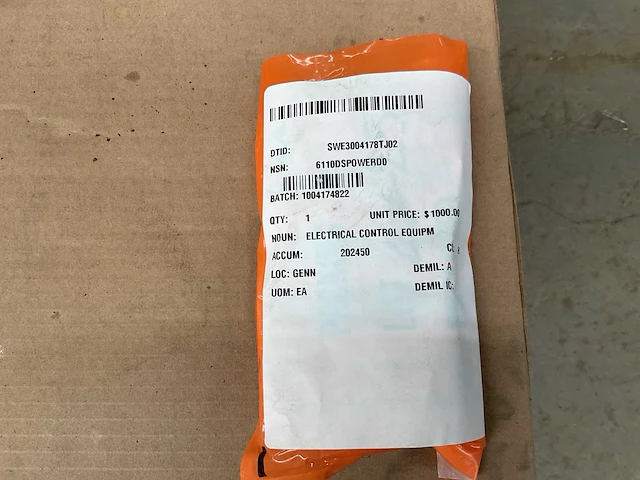 DTID: SWE3004178TJ02
NSN: 6110DSPOWERD0
BATCH: 1004174822
QTY: 1 UNIT PRICE: $1000.00
NOUN: ELECTRICAL CONTROL EQUIPM
ACCUM: 202450
LOC: GENN DEMIL: A
UOM: EA DEMIL IC: